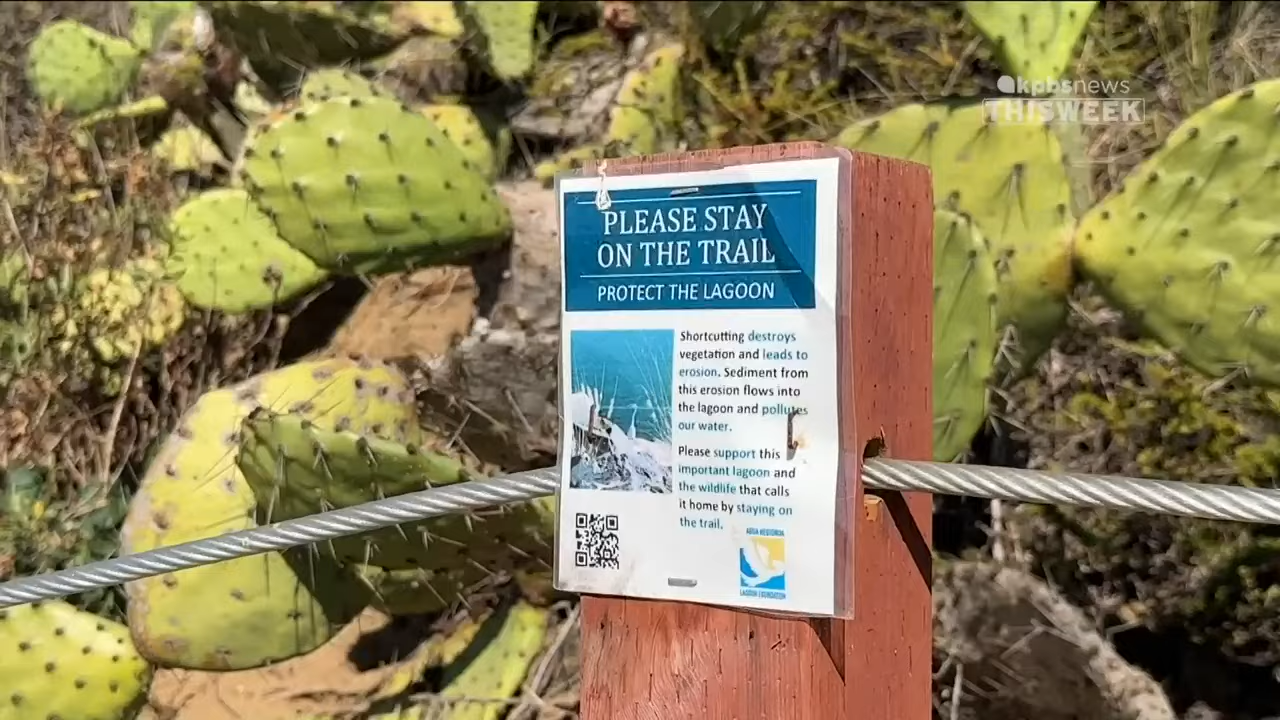 kpbsnews
THISWEEK
PLEASE STAY
ON THE TRAIL
PROTECT THE LAGOON
Shortcutting destroys
vegetation and leads to
erosion. Sediment from
this erosion flows into
the lagoon and pollutes
our water.
Please support this
important lagoon and
the wildlife that calls
it home by staying on
the trail.
LAGOON FOUNDATION